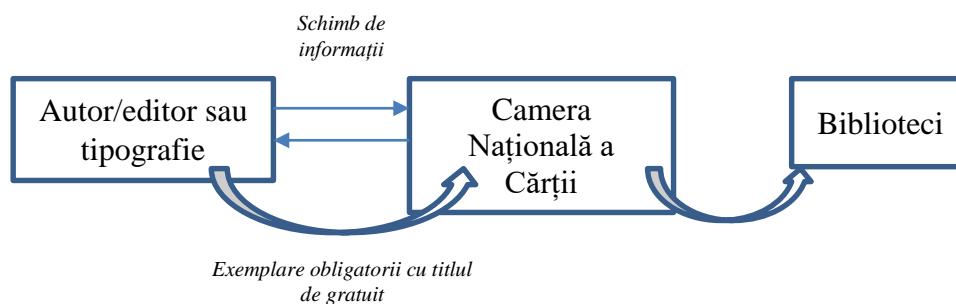 Schimb de
informații
Autor/editor sau
tipografie
Camera
Națională a
Cărții
Biblioteci
Exemplare obligatorii cu titlul
de gratuit